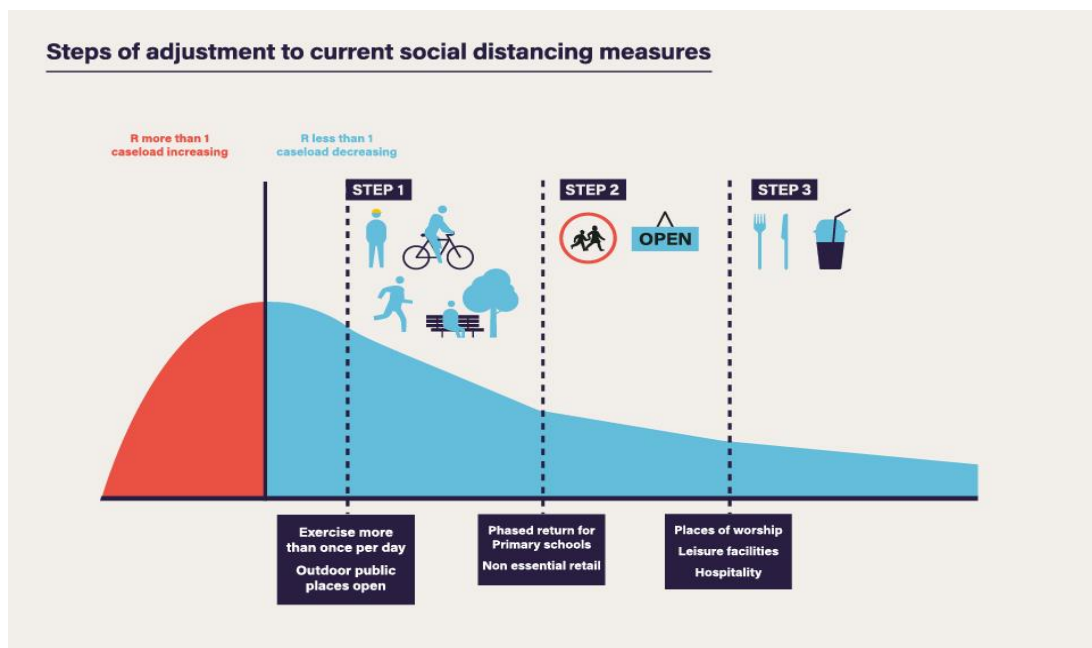 Steps of adjustment to current social distancing measures
R more than 1
caseload increasing
R less than 1
caseload decreasing
STEP 1
STEP 2
STEP 3
OPEN
Exercise more
than once per day
Outdoor public
places open
Phased return for
Primary schools
Non essential retail
Places of worship
Leisure facilities
Hospitality